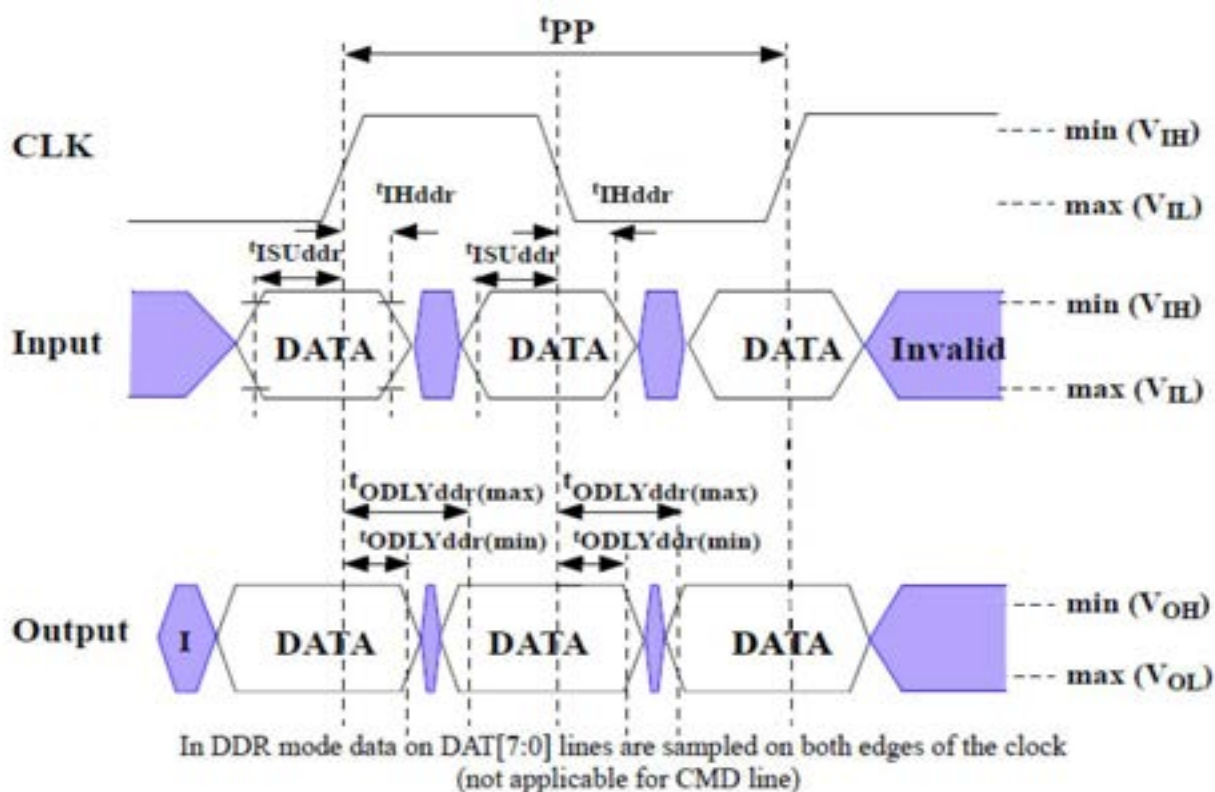 tPP
CLK
min (VIH)
max (VIL)
tIHddr
tIHddr
tISUddr
tISUddr
Input
DATA
DATA
DATA
Invalid
min (VIH)
max (VIL)
tODLYddr(max)
tODLYddr(max)
tODLYddr(min)
tODLYddr(min)
Output
I
DATA
DATA
DATA
min (VOH)
max (VOL)
In DDR mode data on DAT[7:0] lines are sampled on both edges of the clock
(not applicable for CMD line)